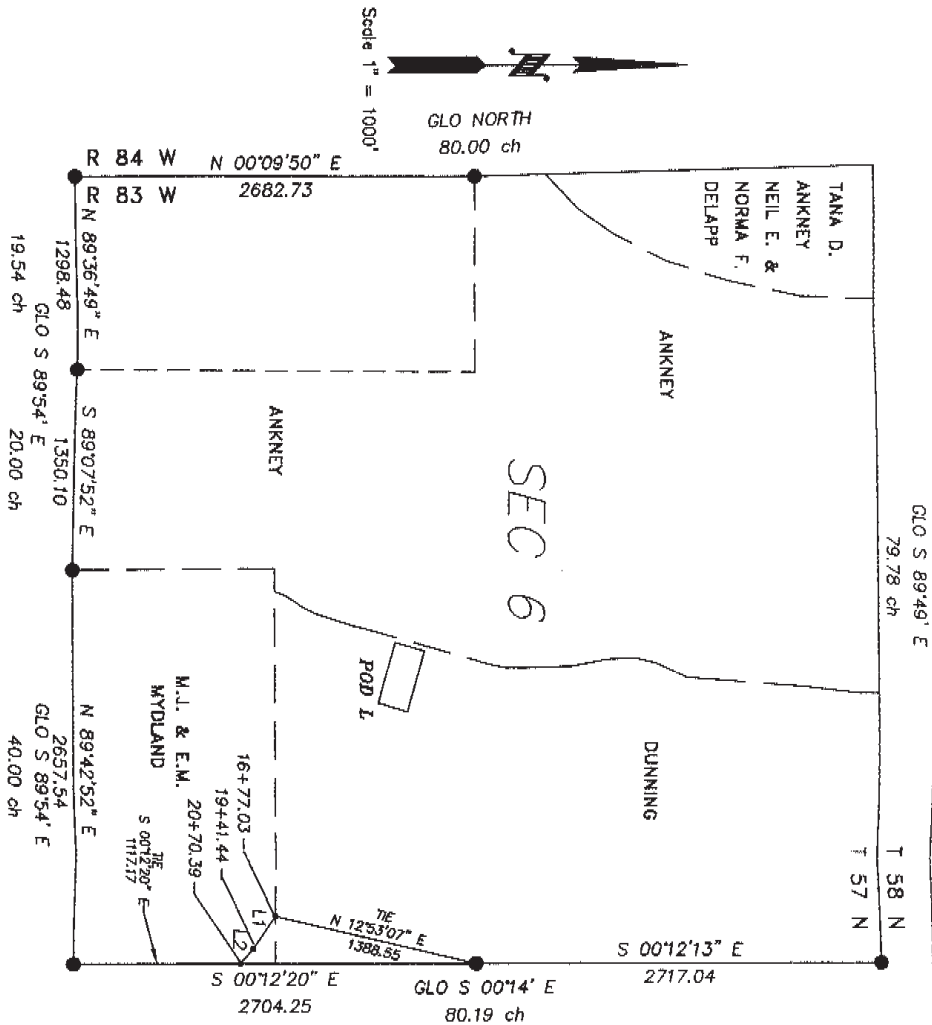 Scale 1" = 1000'
GLO NORTH
80.00 ch
R 84 W
R 83 W
N 00°09'50" E
2682.73
TANA D.
ANKNEY
NEIL E. &
NORMA F.
DELAPP
ANKNEY
GLO S 89°49' E
79.78 ch
T 58 N
T 57 N
N 89°36'49" E
1298.48
GLO S 89°54' E
19.54 ch
S 89°07'52" E
1350.10
20.00 ch
ANKNEY
SEC 6
POD L
DUNNING
M.J. & E.M.
MYDLAND
16+77.03
19+41.44
20+70.39
L1
L2
TIE
S 00°12'20" E
1117.17
TIE
N 12°53'07" E
1388.55
N 89°42'52" E
2657.54
GLO S 89°54' E
40.00 ch
S 00°12'20" E
2704.25
GLO S 00°14' E
80.19 ch
S 00°12'13" E
2717.04